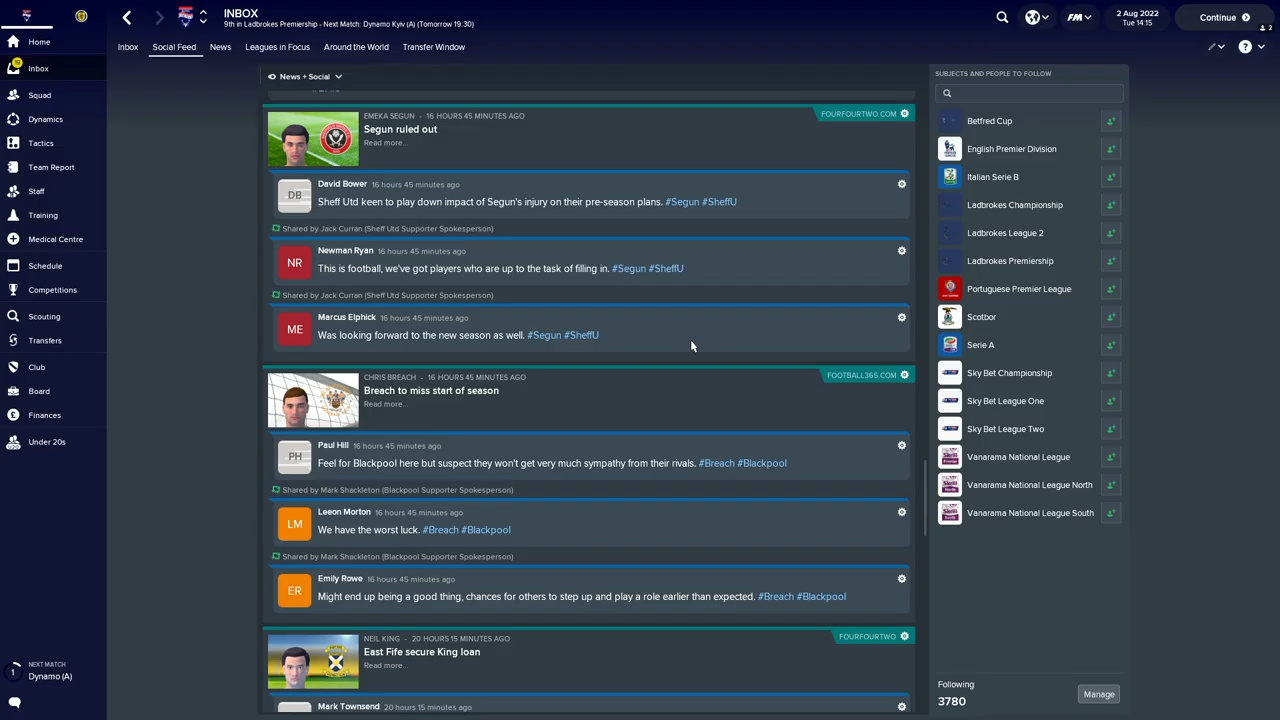 INBOX
9th in Ladbrokes Premiership - Next Match: Dynamo Kyiv (A) (Tomorrow 19:30)
FM
2 Aug 2022
Tue 14:15
Continue
2
Inbox
Social Feed
News
Leagues in Focus
Around the World
Transfer Window
?
Home
Inbox
Squad
Dynamics
Tactics
Team Report
Staff
Training
Medical Centre
Schedule
Competitions
Scouting
Transfers
Club
Board
Finances
Under 20s
1
NEXT MATCH
Dynamo (A)
News + Social
EMEKA SEGUN - 16 HOURS 45 MINUTES AGO
FOURFOURTWO.COM
Segun ruled out
Read more...
DB
David Bower 16 hours 45 minutes ago
Sheff Utd keen to play down impact of Segun's injury on their pre-season plans. #Segun #SheffU
Shared by Jack Curran (Sheff Utd Supporter Spokesperson)
NR
Newman Ryan 16 hours 45 minutes ago
This is football, we've got players who are up to the task of filling in. #Segun #SheffU
Shared by Jack Curran (Sheff Utd Supporter Spokesperson)
ME
Marcus Elphick 16 hours 45 minutes ago
Was looking forward to the new season as well. #Segun #SheffU
CHRIS BREACH - 16 HOURS 45 MINUTES AGO
FOOTBALL365.COM
Breach to miss start of season
Read more...
PH
Paul Hill 16 hours 45 minutes ago
Feel for Blackpool here but suspect they won't get very much sympathy from their rivals. #Breach #Blackpool
Shared by Mark Shackleton (Blackpool Supporter Spokesperson)
LM
Leeon Morton 16 hours 45 minutes ago
We have the worst luck. #Breach #Blackpool
Shared by Mark Shackleton (Blackpool Supporter Spokesperson)
ER
Emily Rowe 16 hours 45 minutes ago
Might end up being a good thing, chances for others to step up and play a role earlier than expected. #Breach #Blackpool
NEIL KING - 20 HOURS 15 MINUTES AGO
FOURFOURTWO
East Fife secure King loan
Read more...
Mark Townsend 20 hours 15 minutes ago
SUBJECTS AND PEOPLE TO FOLLOW
Betfred Cup
English Premier Division
Italian Serie B
Ladbrokes Championship
Ladbrokes League 2
Ladbrokes Premiership
Portuguese Premier League
Scotbor
Serie A
Sky Bet Championship
Sky Bet League One
Sky Bet League Two
Vanarama National League
Vanarama National League North
Vanarama National League South
Following
3780
Manage